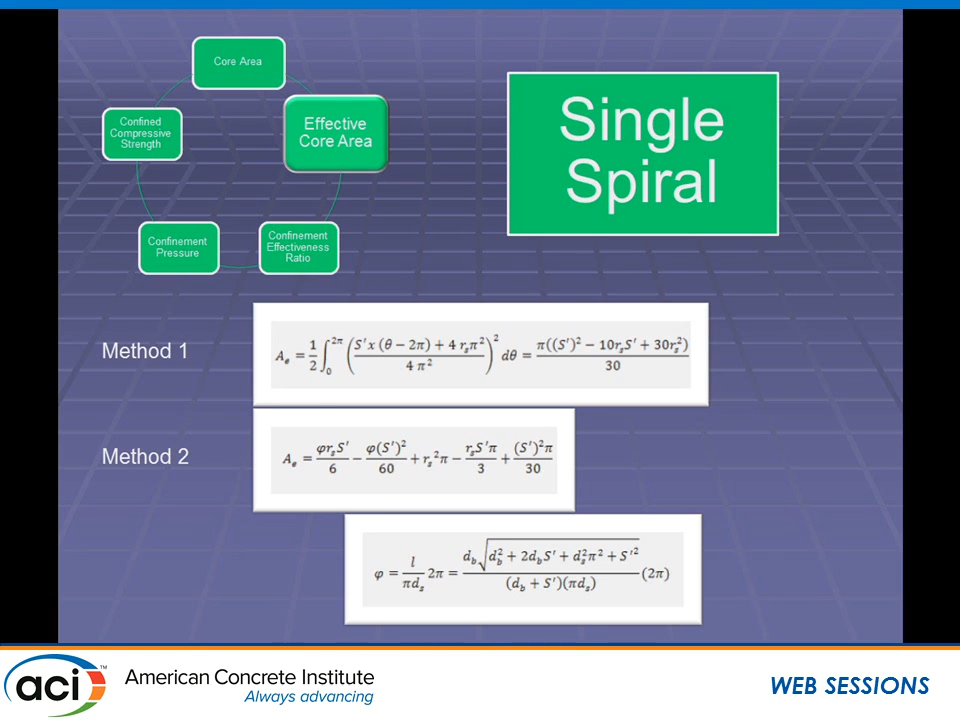 Core Area
Effective
Core Area
Confined
Compressive
Strength
Confinement
Pressure
Confinement
Effectiveness
Ratio
Single
Spiral
Method 1
A_e = 1/2 ∫_0^{2π} ((S'x (θ − 2π) + 4 r_sπ²)/(4 π²))² dθ = π((S')² − 10r_sS' + 30r_s²)/30
Method 2
A_e = φr_sS'/6 − φ(S')²/60 + r_s²π − r_sS'π/3 + (S')²π/30
φ = l/(πd_s) 2π = d_b√(d_b² + 2d_bS' + d_s²π² + S'²)/((d_b + S')(πd_s)) (2π)
aci™
American Concrete Institute
Always advancing
WEB SESSIONS